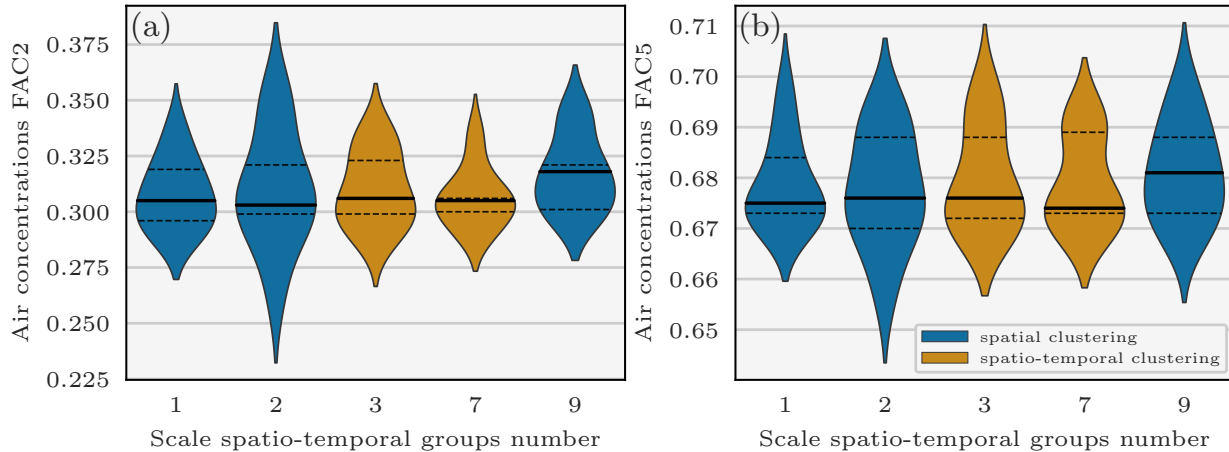 (a)
Air concentrations FAC2
0.375
0.350
0.325
0.300
0.275
0.250
0.225
1 2 3 7 9
Scale spatio-temporal groups number
(b)
Air concentrations FAC5
0.71
0.70
0.69
0.68
0.67
0.66
0.65
spatial clustering
spatio-temporal clustering
1 2 3 7 9
Scale spatio-temporal groups number